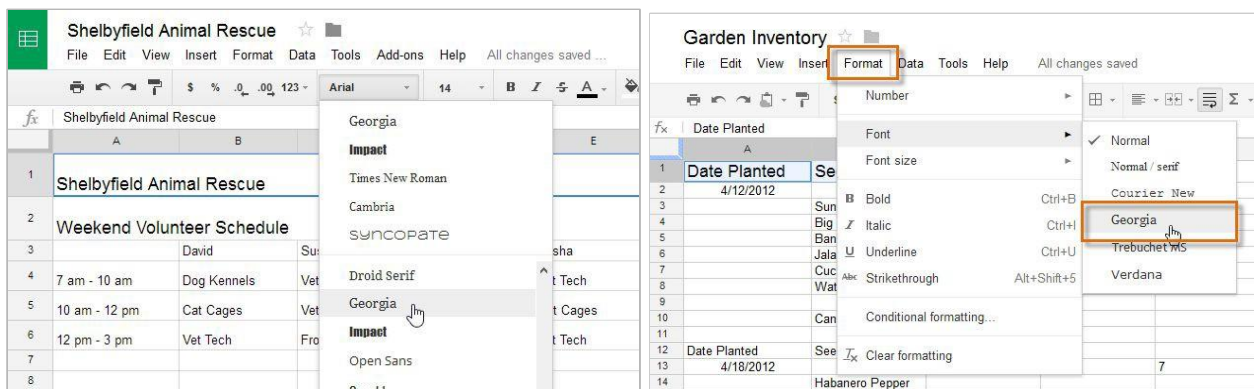 Shelbyfield Animal Rescue
File Edit View Insert Format Data Tools Add-ons Help All changes saved ...
$ % .0 .00 123 Arial 14 B I S A
fx Shelbyfield Animal Rescue
A B E
1 Shelbyfield Animal Rescue
2 Weekend Volunteer Schedule
3 David Sus sha
4 7 am - 10 am Dog Kennels Vet t Tech
5 10 am - 12 pm Cat Cages Vet t Cages
6 12 pm - 3 pm Vet Tech Fro t Tech
7
8
Georgia
Impact
Times New Roman
Cambria
SYNCOPATE
Droid Serif
Georgia
Impact
Open Sans
Garden Inventory
File Edit View Insert Format Data Tools Help All changes saved
$ Σ
fx Date Planted
A
1 Date Planted See
2 4/12/2012
3 Sun
4 Big
5 Ban
6 Jala
7 Cuc
8 Wat
9
10 Can
11
12 Date Planted See
13 4/18/2012 7
14 Habanero Pepper
Number
Font
Font size
B Bold Ctrl+B
I Italic Ctrl+I
U Underline Ctrl+U
Abc Strikethrough Alt+Shift+5
Conditional formatting...
Tx Clear formatting
Normal
Normal / serif
Courier New
Georgia
Trebuchet MS
Verdana